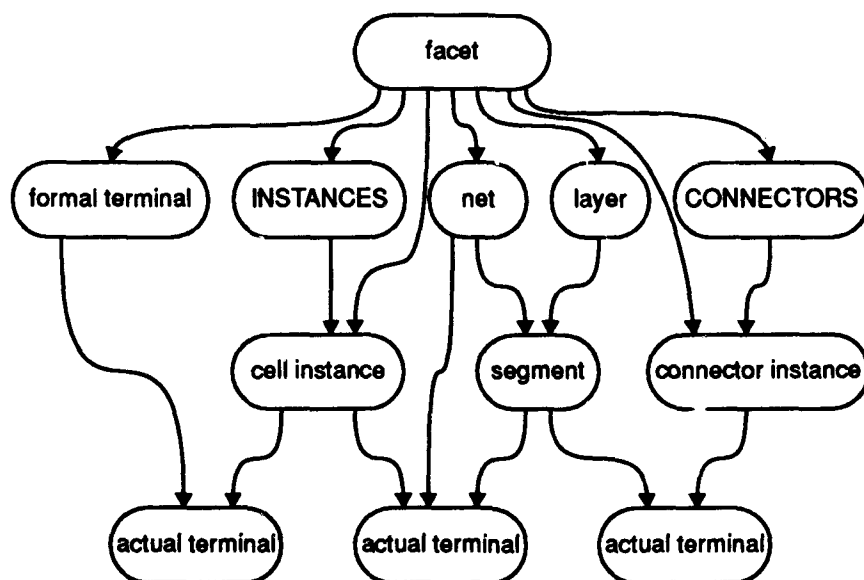 facet
formal terminal
INSTANCES
net
layer
CONNECTORS
cell instance
segment
connector instance
actual terminal
actual terminal
actual terminal